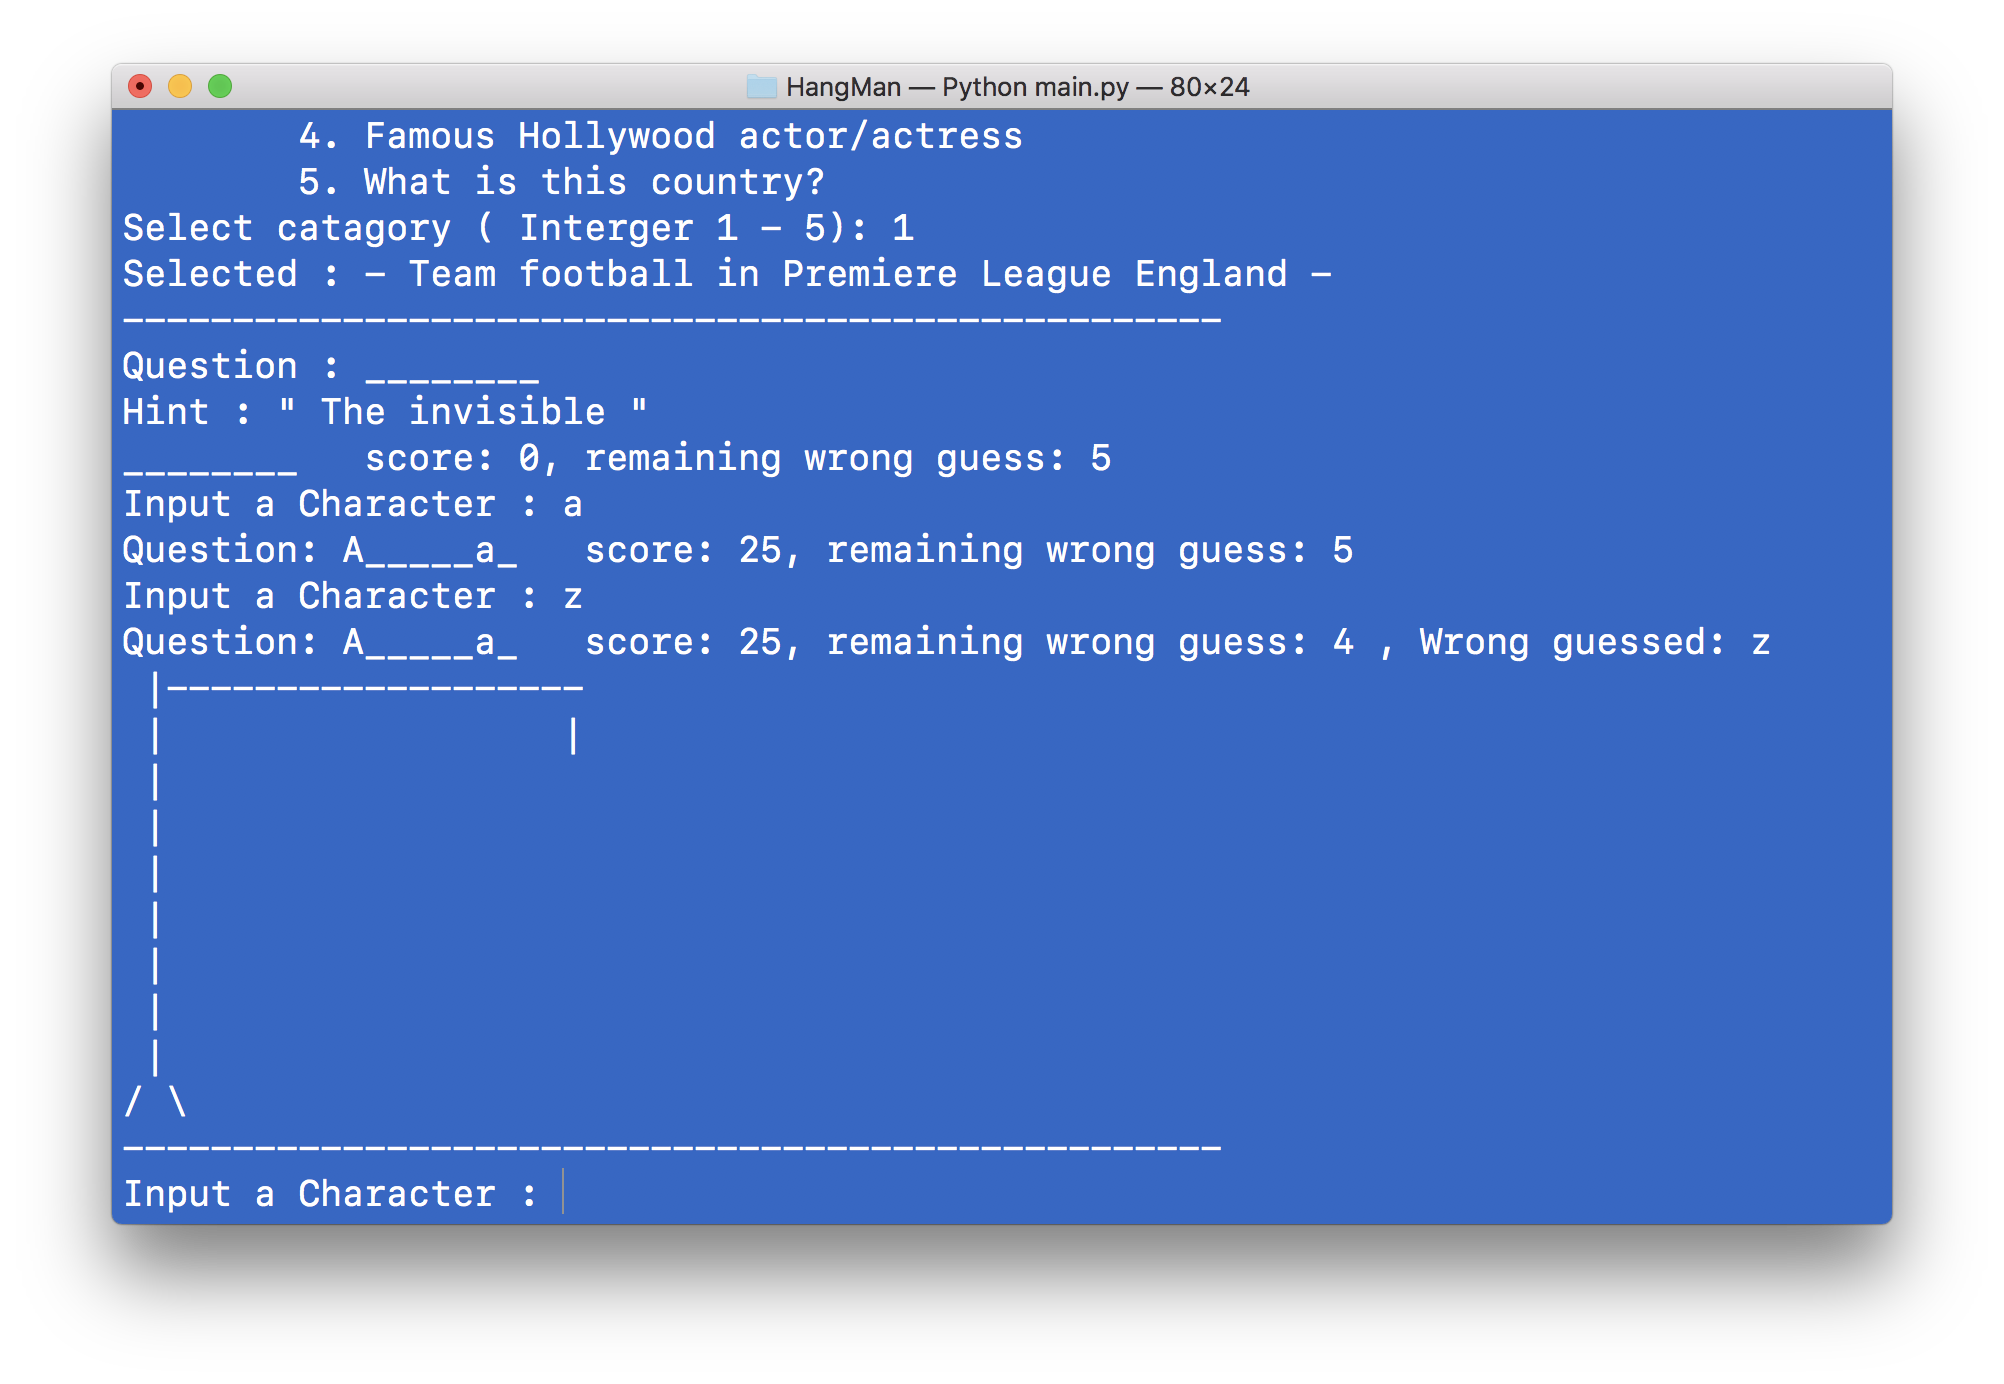 HangMan — Python main.py — 80×24
        4. Famous Hollywood actor/actress
        5. What is this country?
Select catagory ( Interger 1 - 5): 1
Selected : - Team football in Premiere League England -
--------------------------------------------------
Question : ________
Hint : " The invisible "
________   score: 0, remaining wrong guess: 5
Input a Character : a
Question: A_____a_   score: 25, remaining wrong guess: 5
Input a Character : z
Question: A_____a_   score: 25, remaining wrong guess: 4 , Wrong guessed: z
 |-------------------
 |                  |
 |
 |
 |
 |
 |
 |
 |
/ \
--------------------------------------------------
Input a Character :